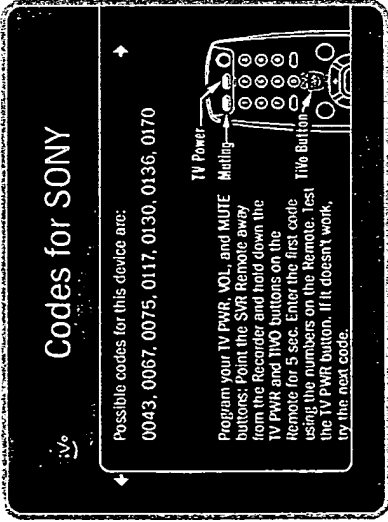 TiVo
Codes for SONY
Possible codes for this device are:
0043, 0067, 0075, 0117, 0130, 0136, 0170
Program your TV PWR, VOL, and MUTE
buttons: Point the SVR Remote away
from the Recorder and hold down the
TV PWR and TIVO buttons on the
Remote for 5 sec. Enter the first code
using the numbers on the Remote. Test
the TV PWR button. If it doesn't work,
try the next code.
TV Power
Muting
TiVo Button